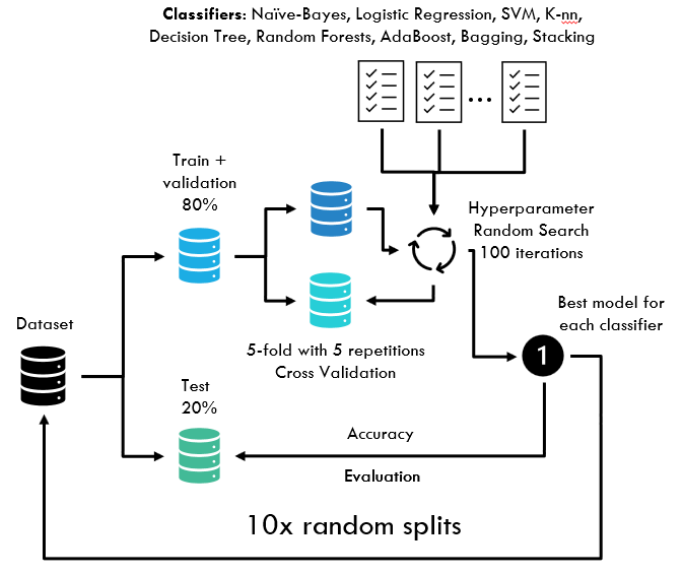 Classifiers: Naïve-Bayes, Logistic Regression, SVM, K-nn,
Decision Tree, Random Forests, AdaBoost, Bagging, Stacking
...
Train +
validation
80%
Hyperparameter
Random Search
100 iterations
Best model for
each classifier
Dataset
1
5-fold with 5 repetitions
Cross Validation
Test
20%
Accuracy
Evaluation
10x random splits